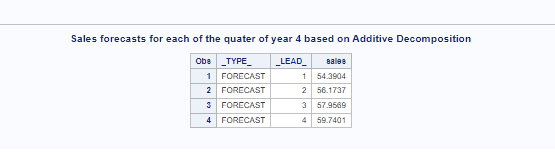 Sales forecasts for each of the quater of year 4 based on Additive Decomposition
Obs _TYPE_ _LEAD_ sales
1 FORECAST 1 54.3904
2 FORECAST 2 56.1737
3 FORECAST 3 57.9569
4 FORECAST 4 59.7401